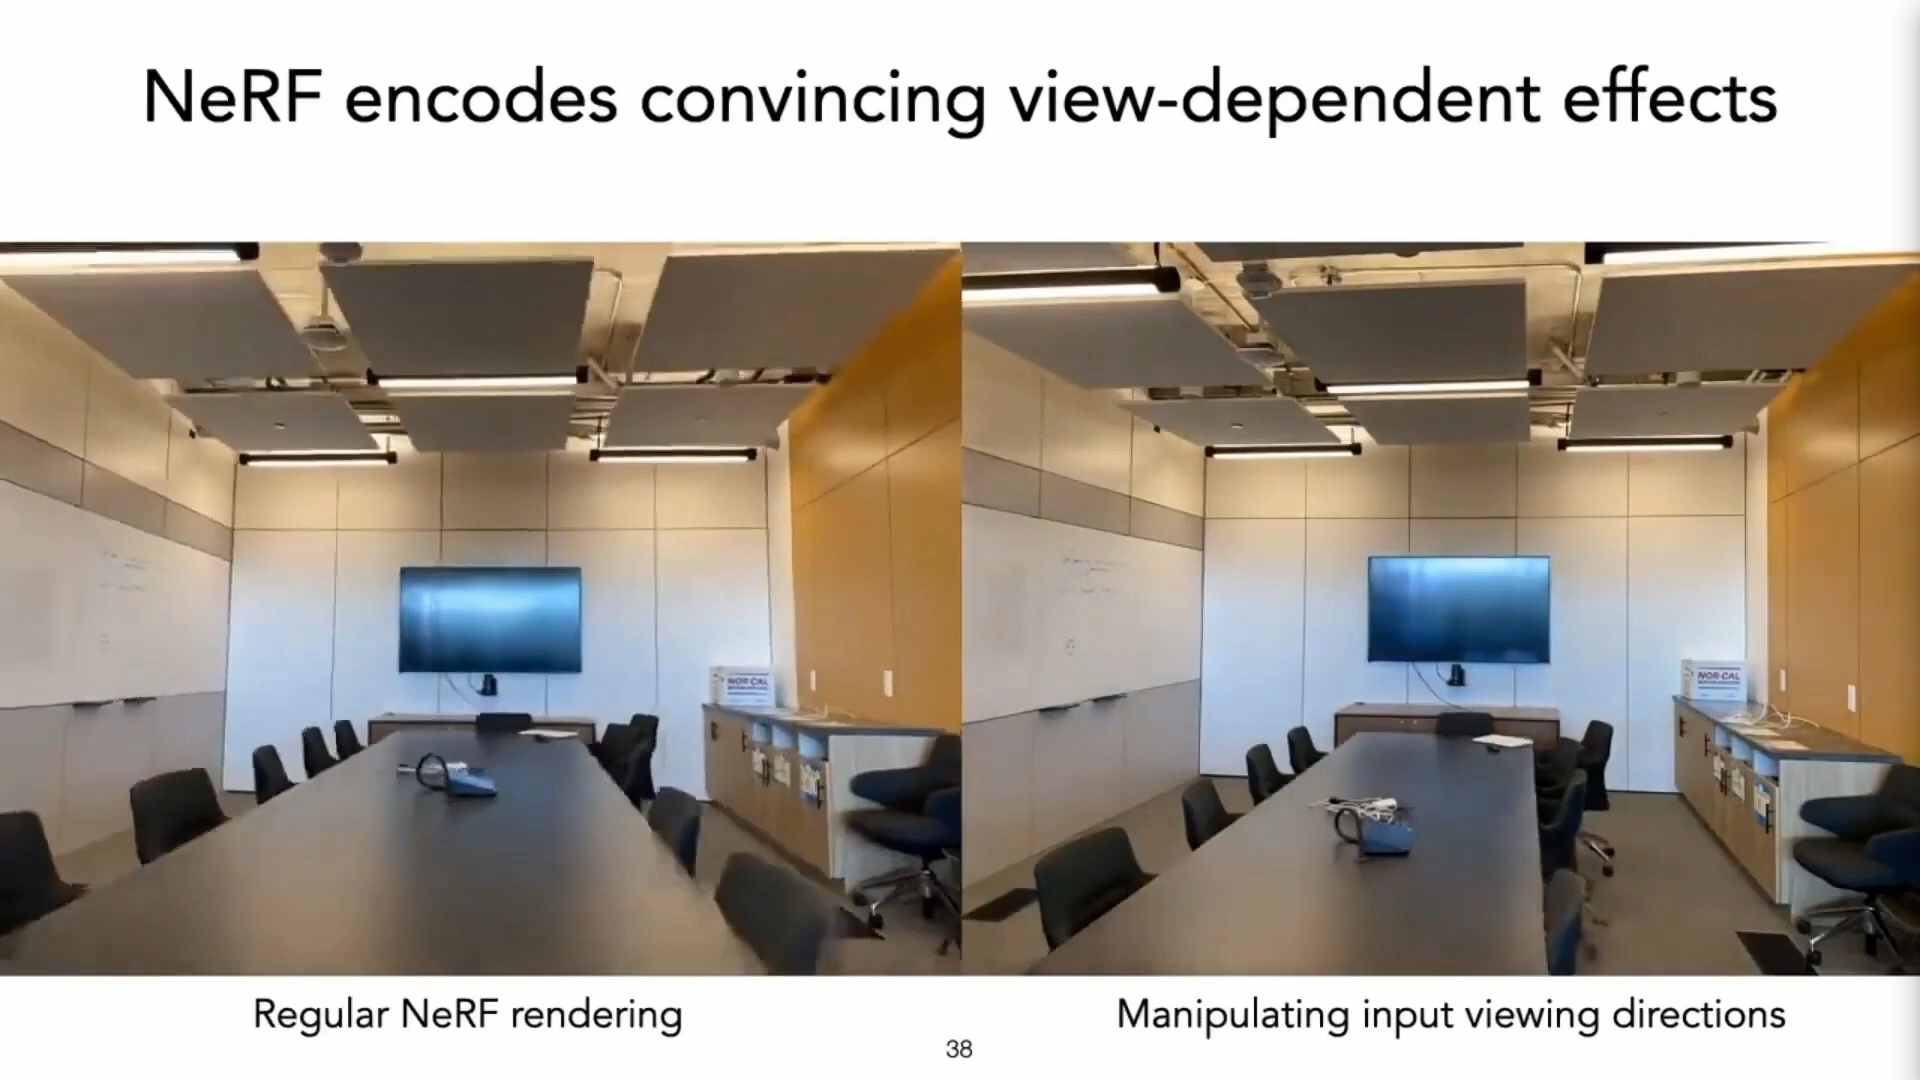 NeRF encodes convincing view-dependent effects
NOR-CAL
NOR-CAL
Regular NeRF rendering
Manipulating input viewing directions
38